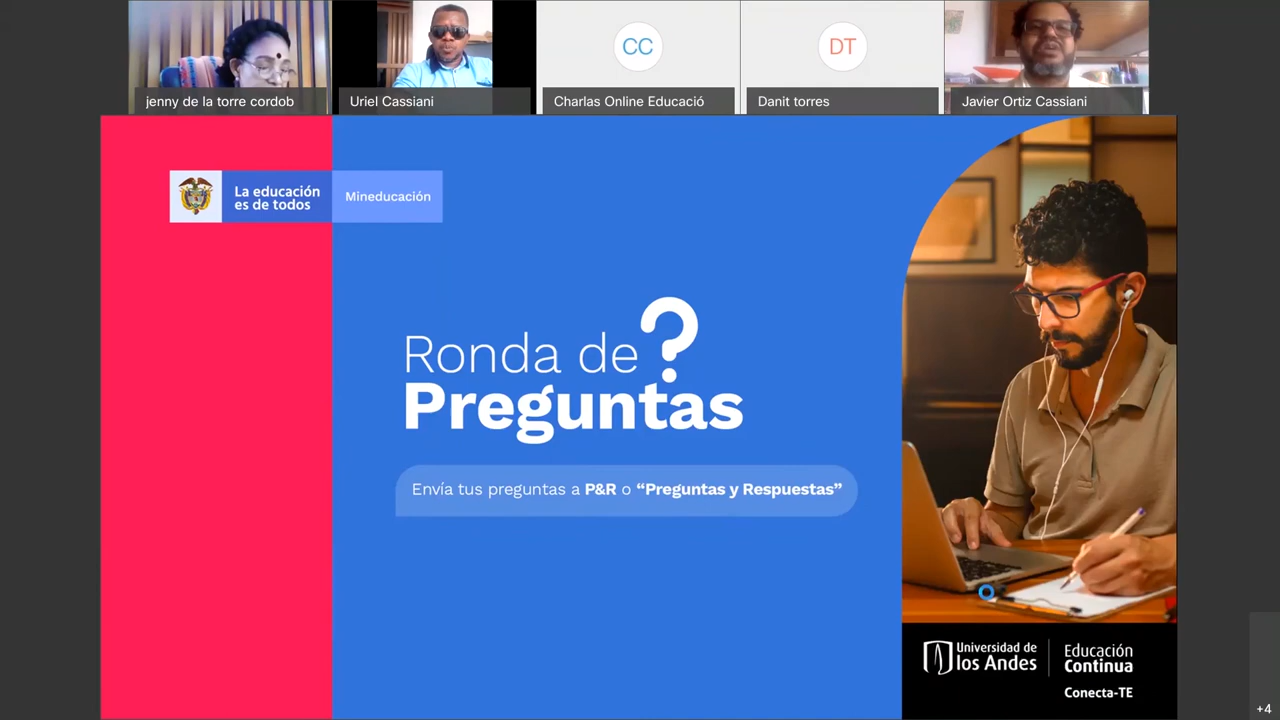 jenny de la torre cordob
Uriel Cassiani
Charlas Online Educació
Danit torres
Javier Ortiz Cassiani
CC
DT
La educación
es de todos
Mineducación
Ronda de ?
Preguntas
Envía tus preguntas a P&R o “Preguntas y Respuestas”
Universidad de
los Andes
Educación
Continua
Conecta-TE
+4